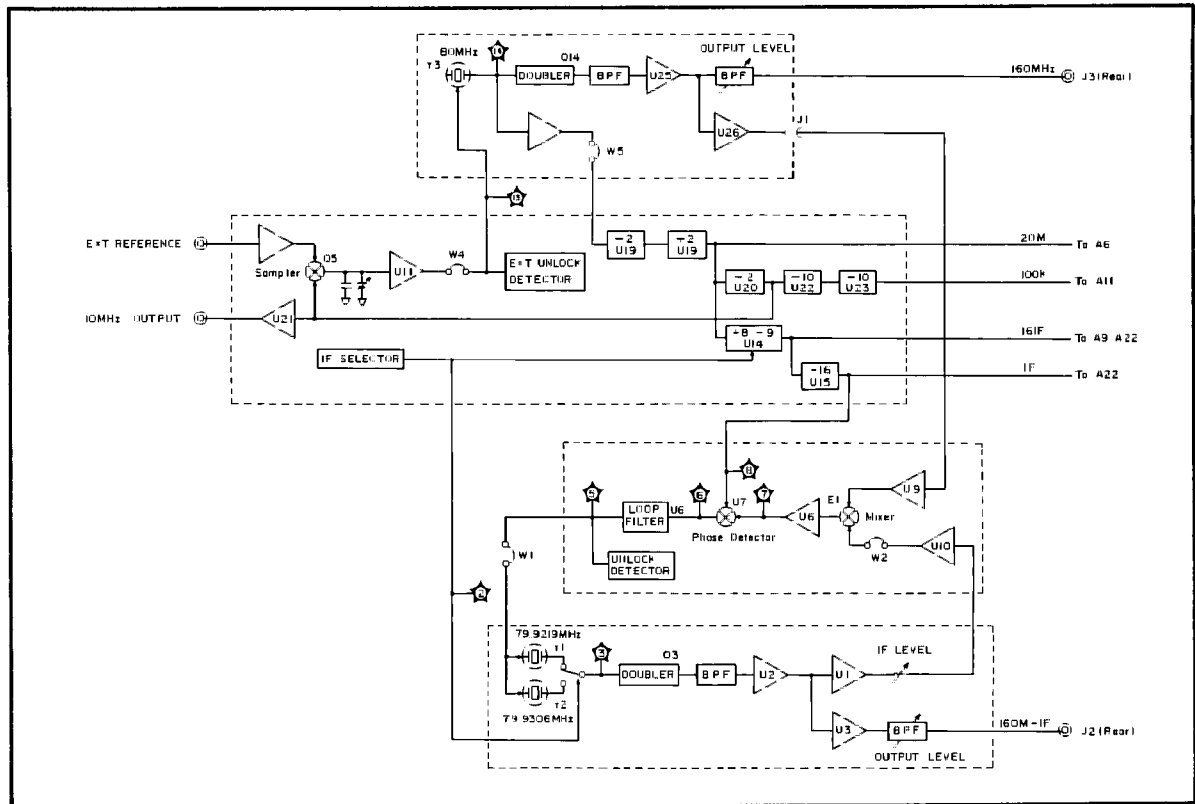 80MHz
14
Y3
DOUBLER
Q14
BPF
U25
OUTPUT LEVEL
BPF
160MHz
J3(Rear)
U26
J1
W5
13
EXT REFERENCE
Sampler
Q5
U11
W4
EXT UNLOCK
DETECTOR
÷2
U19
÷2
U19
20M
To A6
÷2
U20
÷10
U22
÷10
U23
100K
To A11
10MHz OUTPUT
U21
÷8 ÷9
U14
16IF
To A9 A22
IF SELECTOR
÷16
U15
IF
To A22
5
LOOP
FILTER
U6
6
U7
8
7
Phase Detector
U6
E1
Mixer
U9
W2
U10
UNLOCK
DETECTOR
W1
2
79.9219MHz
Y1
3
Y2
79.9306MHz
DOUBLER
Q3
BPF
U2
U1
IF LEVEL
U3
BPF
OUTPUT LEVEL
160M-IF
J2(Rear)